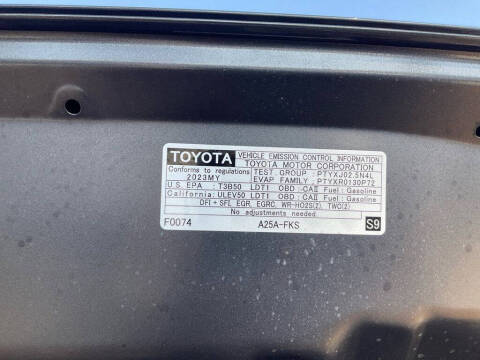 TOYOTA VEHICLE EMISSION CONTROL INFORMATION
TOYOTA MOTOR CORPORATION
Conforms to regulations TEST GROUP : PTYXJ02.5N4L
2023MY EVAP FAMILY : PTYXR0130P72
U.S. EPA : T3B50 LDT1 OBD : CAII Fuel : Gasoline
California : ULEV50 LDT1 OBD : CAII Fuel : Gasoline
DFI + SFI, EGR, EGRC, WR-HO2S(2), TWC(2)
No adjustments needed.
F0074 A25A-FKS S9